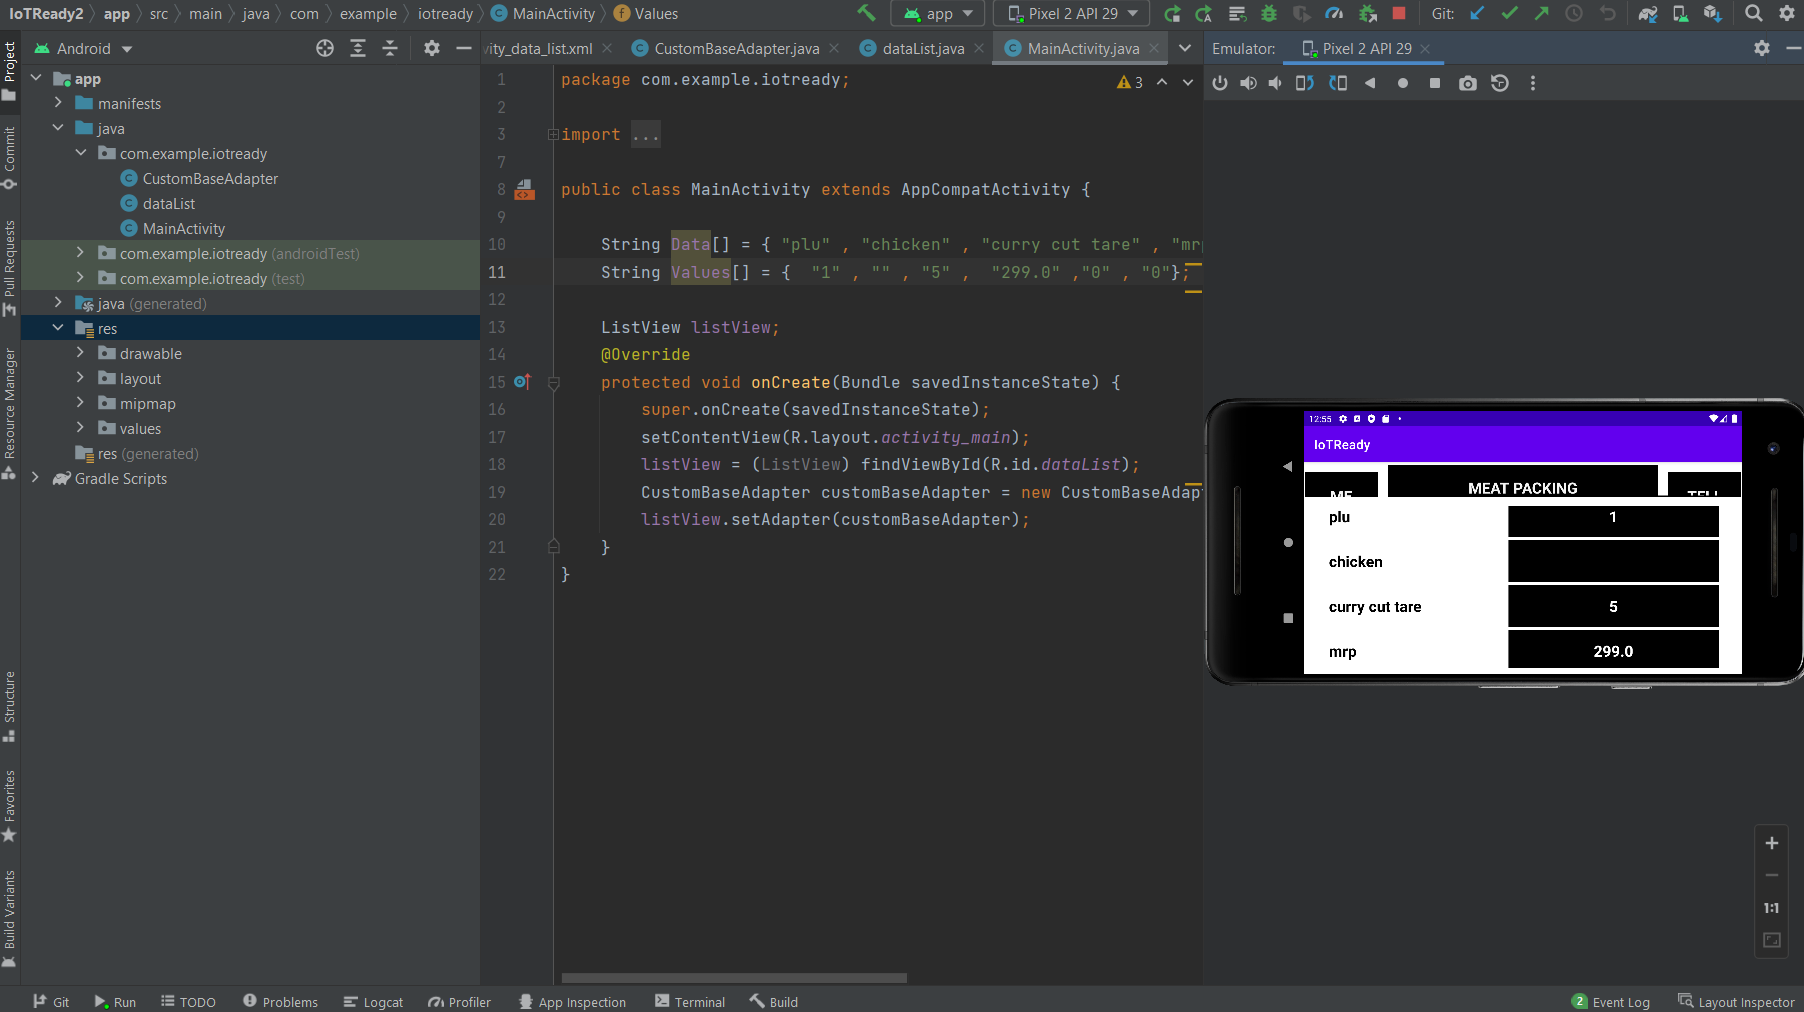 IoTReady2 app src main java com example iotready MainActivity Values
app Pixel 2 API 29 Git:
Project
Commit
Pull Requests
Resource Manager
Structure
Favorites
Build Variants
Android
app
manifests
java
com.example.iotready
CustomBaseAdapter
dataList
MainActivity
com.example.iotready (androidTest)
com.example.iotready (test)
java (generated)
res
drawable
layout
mipmap
values
res (generated)
Gradle Scripts
vity_data_list.xml CustomBaseAdapter.java dataList.java MainActivity.java
3
1 package com.example.iotready;
2
3 import ...
7
8 public class MainActivity extends AppCompatActivity {
9
10 String Data[] = { "plu" , "chicken" , "curry cut tare" , "mrp
11 String Values[] = { "1" , "" , "5" , "299.0" ,"0" , "0"};
12
13 ListView listView;
14 @Override
15 protected void onCreate(Bundle savedInstanceState) {
16 super.onCreate(savedInstanceState);
17 setContentView(R.layout.activity_main);
18 listView = (ListView) findViewById(R.id.dataList);
19 CustomBaseAdapter customBaseAdapter = new CustomBaseAdapt
20 listView.setAdapter(customBaseAdapter);
21 }
22 }
Emulator: Pixel 2 API 29
12:55
IoTReady
MEAT PACKING
plu 1
chicken
curry cut tare 5
mrp 299.0
1:1
Git Run TODO Problems Logcat Profiler App Inspection Terminal Build
2 Event Log Layout Inspector